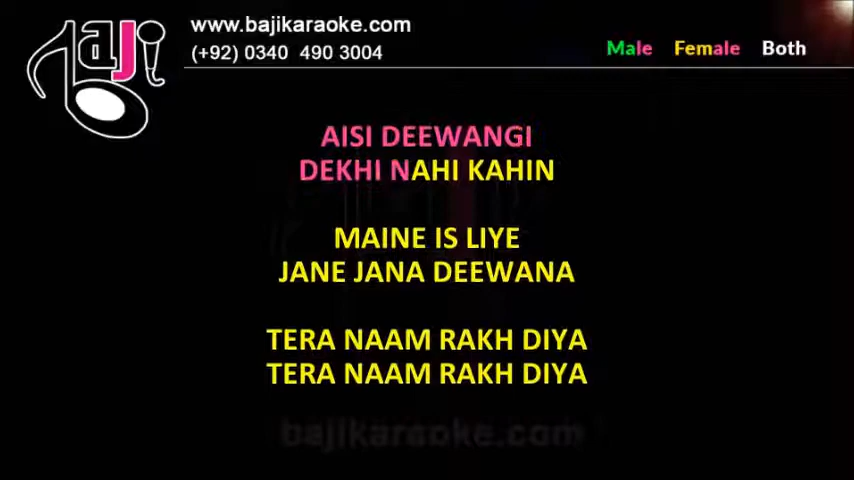 Baji
www.bajikaraoke.com
(+92) 0340 490 3004
Male Female Both
AISI DEEWANGI
DEKHI NAHI KAHIN
MAINE IS LIYE
JANE JANA DEEWANA
TERA NAAM RAKH DIYA
TERA NAAM RAKH DIYA
bajikaraoke.com